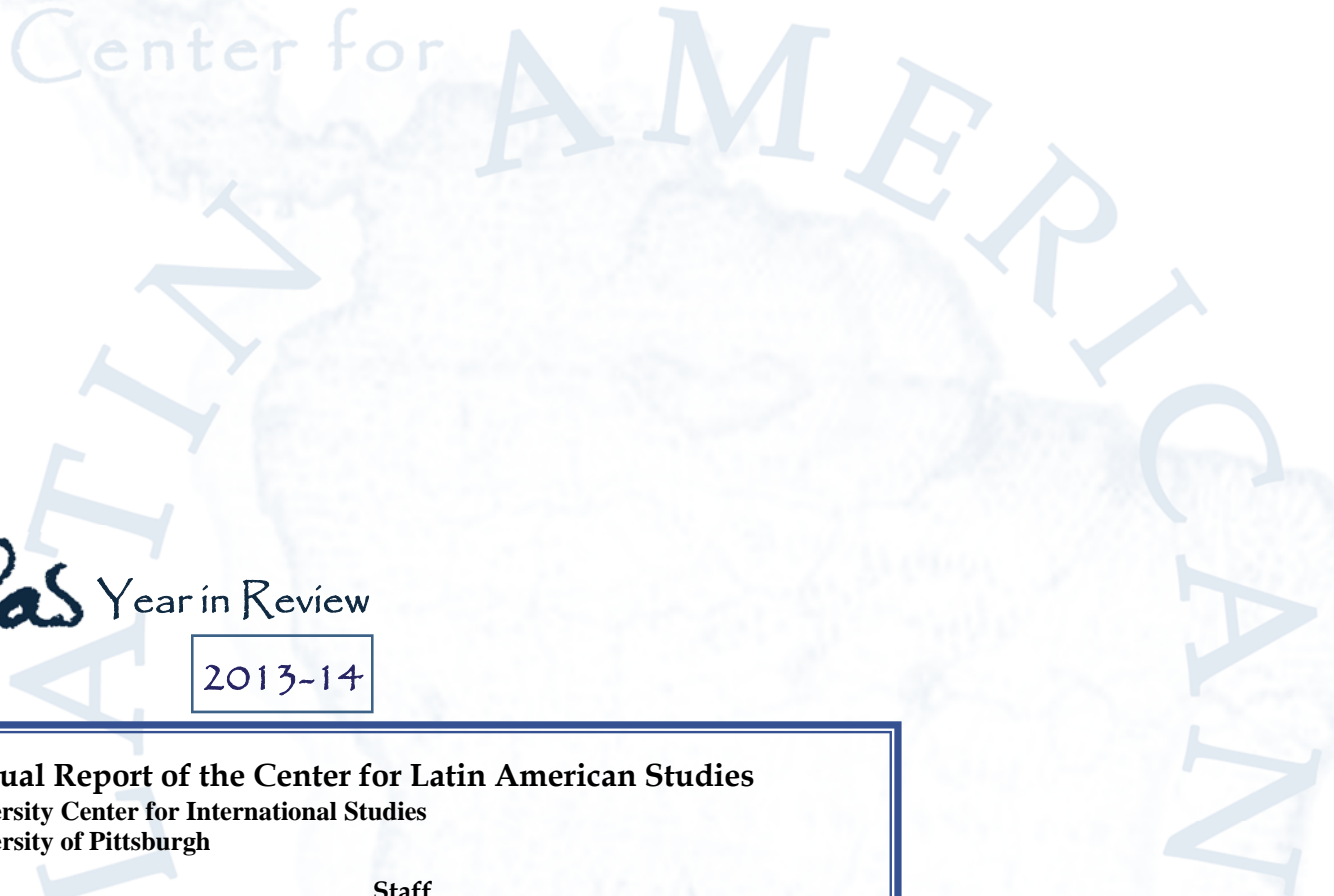 Center for
LATIN AMERICAN
as Year in Review
2013-14
ual Report of the Center for Latin American Studies
ersity Center for International Studies
ersity of Pittsburgh
Staff